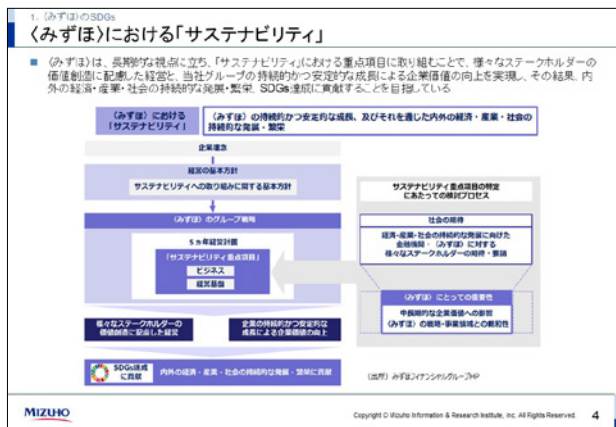 1. 〈みずほ〉のSDGs
〈みずほ〉における「サステナビリティ」
■ 〈みずほ〉は、長期的な視点に立ち、「サステナビリティ」における重点項目に取り組むことで、様々なステークホルダーの
価値創造に配慮した経営と、当社グループの持続的かつ安定的な成長による企業価値の向上を実現し、その結果、内
外の経済・産業・社会の持続的な発展・繁栄、SDGs達成に貢献することを目指している
〈みずほ〉における
「サステナビリティ」
〈みずほ〉の持続的かつ安定的な成長、及びそれを通じた内外の経済・産業・社会の
持続的な発展・繁栄
企業理念
経営の基本方針
サステナビリティへの取り組みに関する基本方針
〈みずほ〉のグループ戦略
5ヵ年経営計画
「サステナビリティ重点項目」
ビジネス
経営基盤
様々なステークホルダーの
価値創造に配慮した経営
企業の持続的かつ安定的な
成長による企業価値の向上
SDGs達成
に貢献
内外の経済・産業・社会の持続的な発展・繁栄に貢献
サステナビリティ重点項目の特定
にあたっての検討プロセス
社会の期待
経済・産業・社会の持続的な発展に向けた
金融機関・〈みずほ〉に対する
様々なステークホルダーの期待・要請
〈みずほ〉にとっての重要性
中長期的な企業価値への影響
〈みずほ〉の戦略・事業領域との親和性
(出所) みずほフィナンシャルグループHP
MIZUHO
Copyright © Mizuho Information & Research Institute, Inc. All Rights Reserved.
4